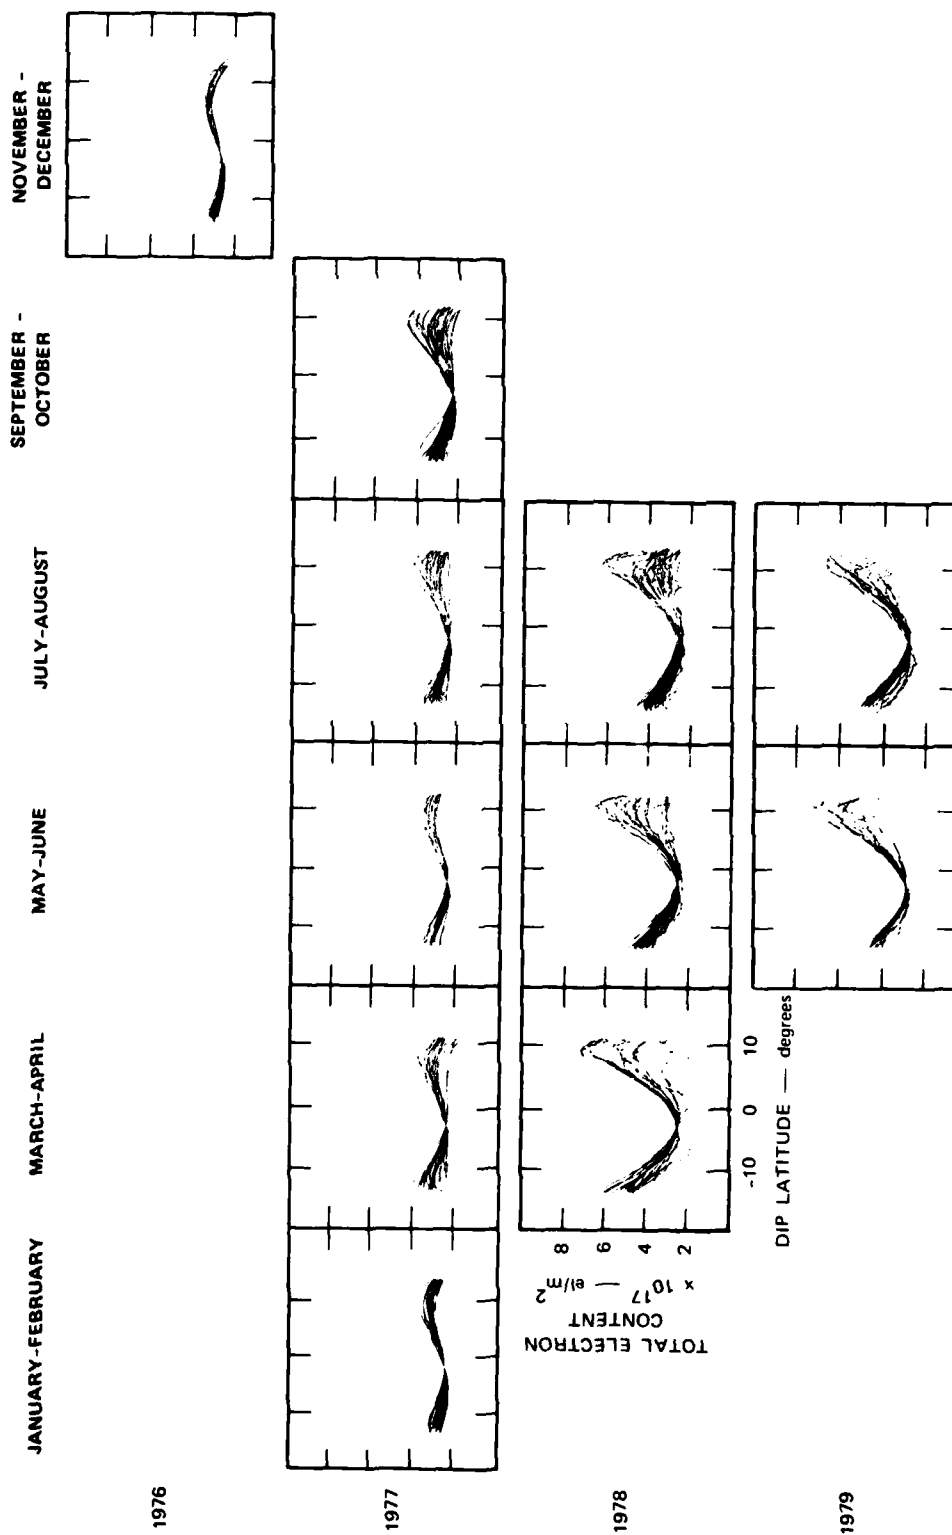 JANUARY-FEBRUARY
MARCH-APRIL
MAY-JUNE
JULY-AUGUST
SEPTEMBER -
OCTOBER
NOVEMBER -
DECEMBER
1976
1977
1978
1979
TOTAL ELECTRON
CONTENT
x 10¹⁷ — el/m²
8
6
4
2
-10
0
10
DIP LATITUDE — degrees